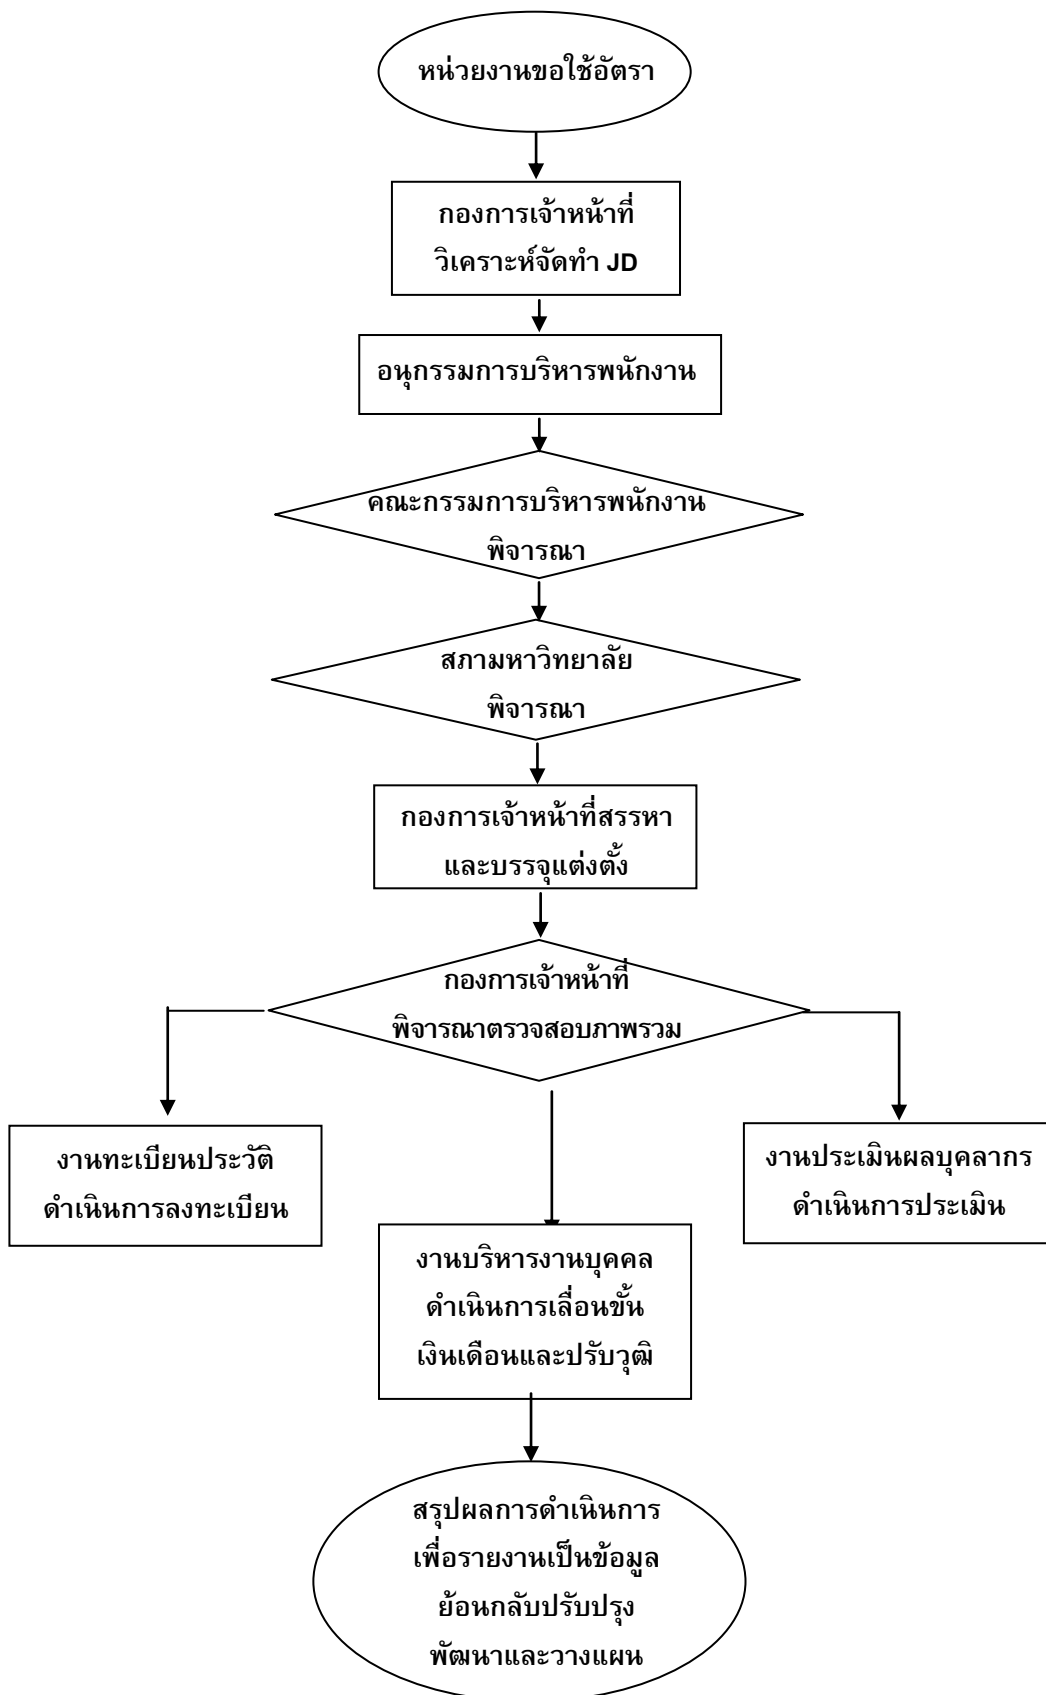 หน่วยงานขอใช้อัตรา
กองการเจ้าหน้าที่
วิเคราะห์จัดทำ JD
อนุกรรมการบริหารพนักงาน
คณะกรรมการบริหารพนักงาน
พิจารณา
สภามหาวิทยาลัย
พิจารณา
กองการเจ้าหน้าที่สรรหา
และบรรจุแต่งตั้ง
กองการเจ้าหน้าที่
พิจารณาตรวจสอบภาพรวม
งานทะเบียนประวัติ
ดำเนินการลงทะเบียน
งานบริหารงานบุคคล
ดำเนินการเลื่อนขั้น
เงินเดือนและปรับวุฒิ
งานประเมินผลบุคลากร
ดำเนินการประเมิน
สรุปผลการดำเนินการ
เพื่อรายงานเป็นข้อมูล
ย้อนกลับปรับปรุง
พัฒนาและวางแผน